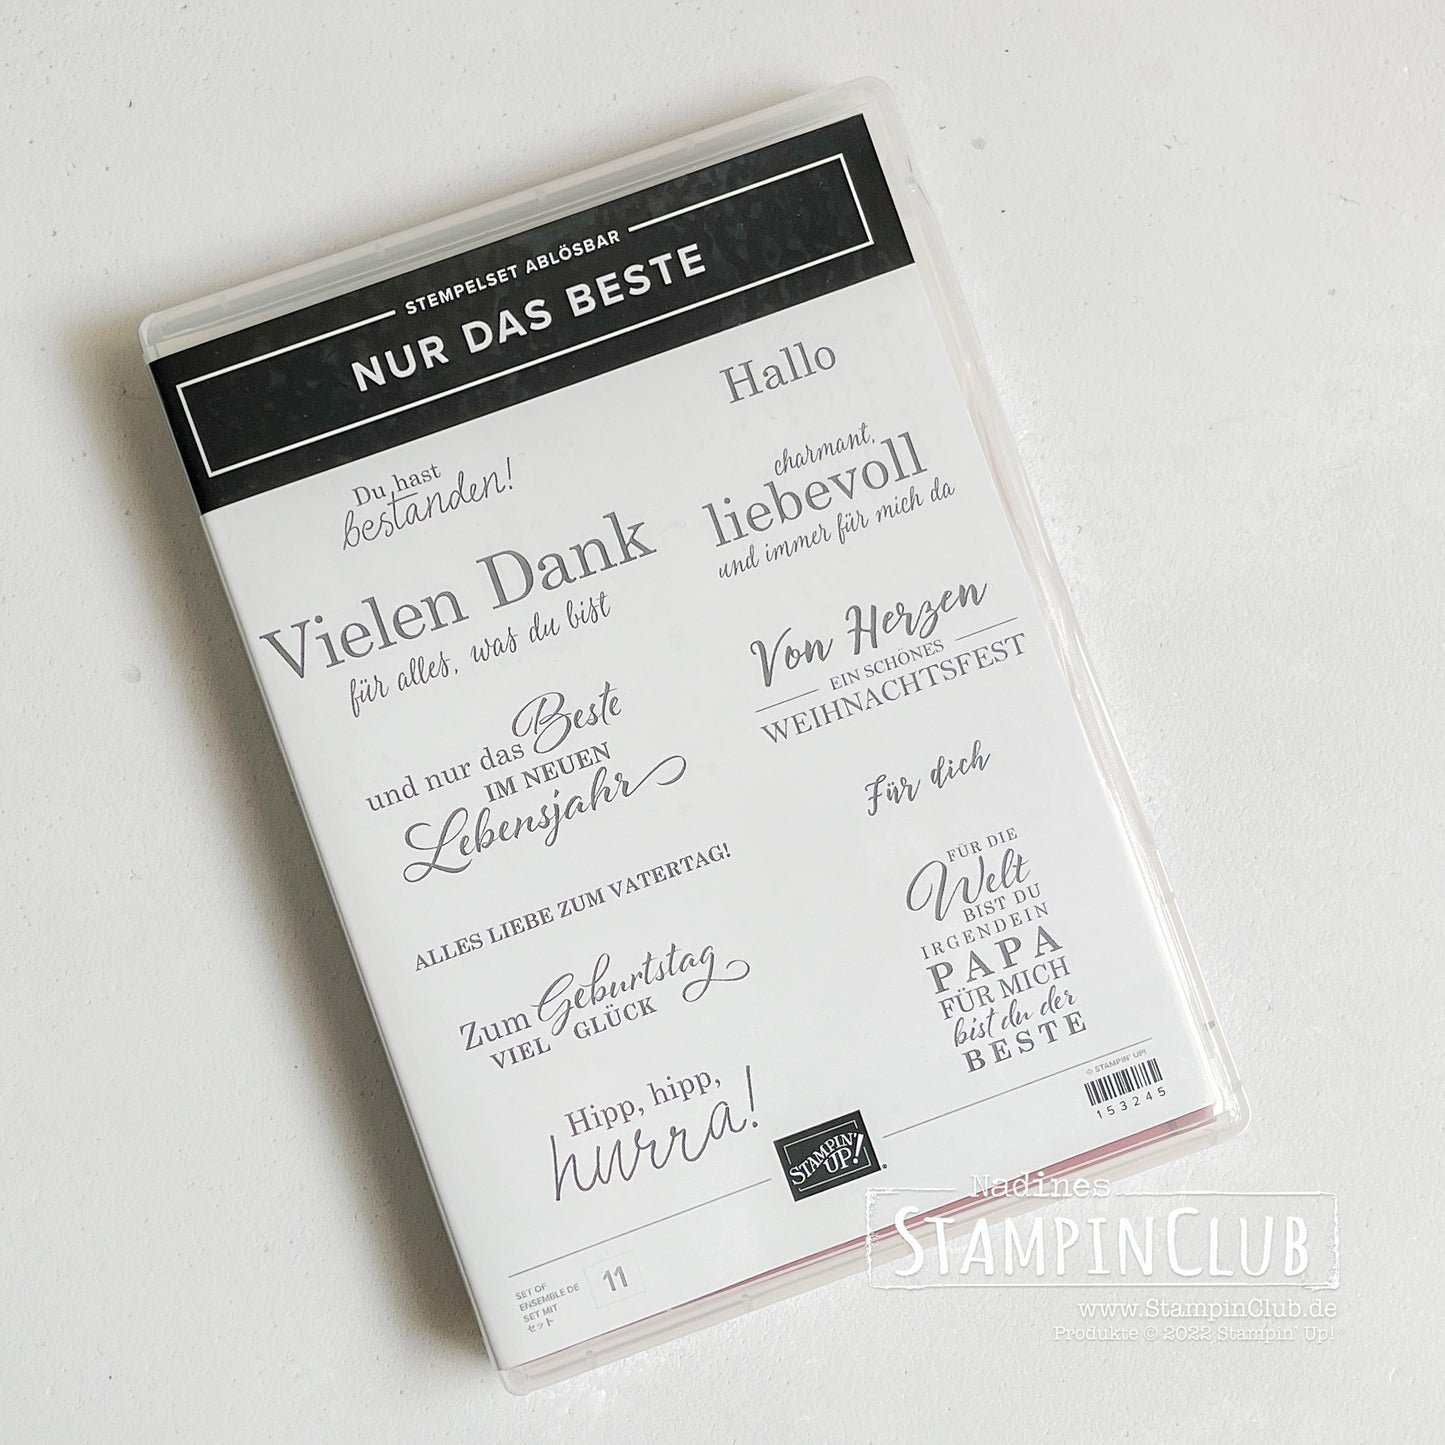 STEMPELSET ABLÖSBAR
NUR DAS BESTE
Hallo
Du hast
bestanden!
charmant,
liebevoll
und immer für mich da
Vielen Dank
für alles, was du bist
Von Herzen
EIN SCHÖNES
WEIHNACHTSFEST
und nur das Beste
IM NEUEN
Lebensjahr
Für dich
ALLES LIEBE ZUM VATERTAG!
FÜR DIE
Welt
BIST DU
IRGENDEIN
PAPA
FÜR MICH
bist du der
BESTE
Zum Geburtstag
VIEL GLÜCK
Hipp, hipp,
hurra!
© STAMPIN' UP!
153245
STAMPIN' UP!®
SET OF
ENSEMBLE DE
SET MIT
セット
11
Nadines
STAMPINCLUB
www.StampinClub.de
Produkte © 2022 Stampin' Up!